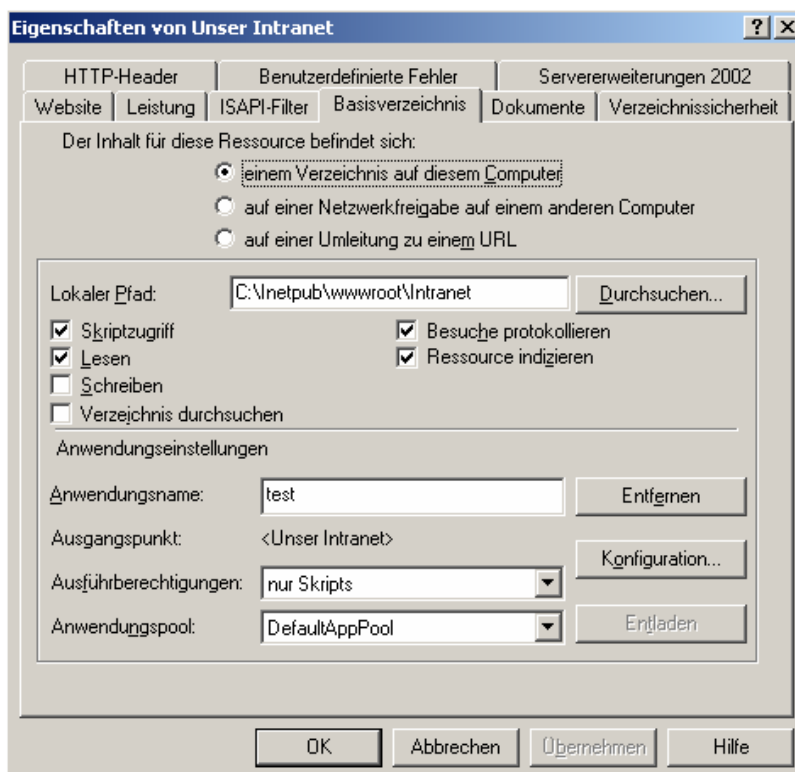 Eigenschaften von Unser Intranet
HTTP-Header Benutzerdefinierte Fehler Servererweiterungen 2002
Website Leistung ISAPI-Filter Basisverzeichnis Dokumente Verzeichnissicherheit
Der Inhalt für diese Ressource befindet sich:
einem Verzeichnis auf diesem Computer
auf einer Netzwerkfreigabe auf einem anderen Computer
auf einer Umleitung zu einem URL
Lokaler Pfad: C:\Inetpub\wwwroot\Intranet Durchsuchen...
Skriptzugriff Besuche protokollieren
Lesen Ressource indizieren
Schreiben
Verzeichnis durchsuchen
Anwendungseinstellungen
Anwendungsname: test Entfernen
Ausgangspunkt: <Unser Intranet>
Konfiguration...
Ausführberechtigungen: nur Skripts
Anwendungspool: DefaultAppPool Entladen
OK Abbrechen Übernehmen Hilfe